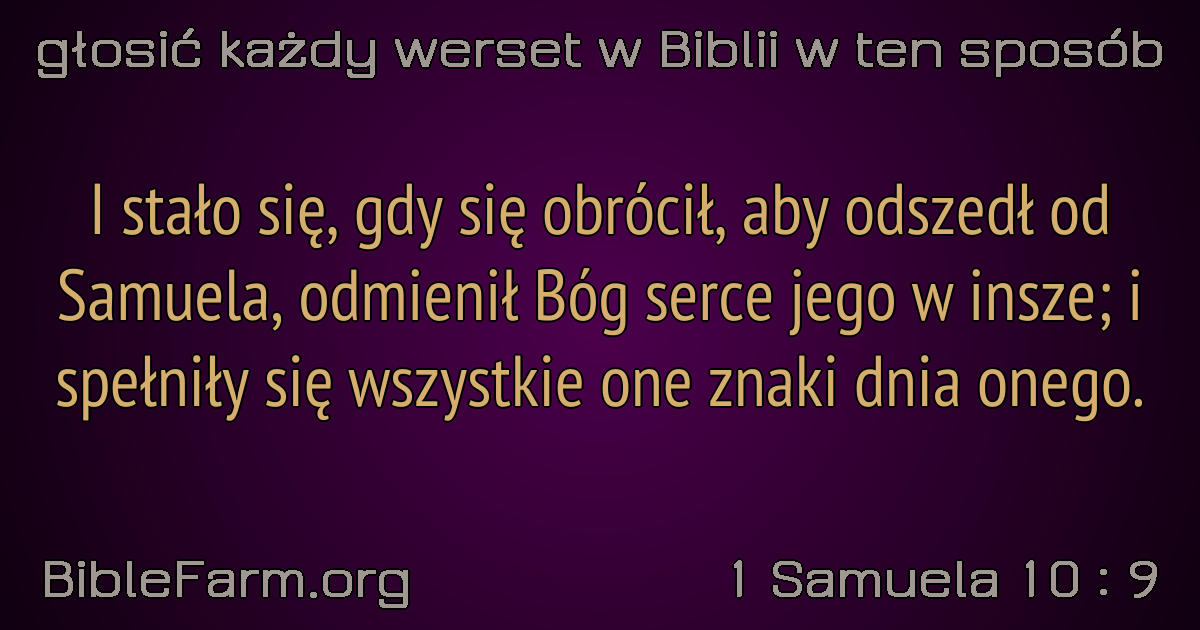 głosić każdy werset w Biblii w ten sposób
I stało się, gdy się obrócił, aby odszedł od
Samuela, odmienił Bóg serce jego w insze; i
spełniły się wszystkie one znaki dnia onego.
BibleFarm.org
1 Samuela 10 : 9